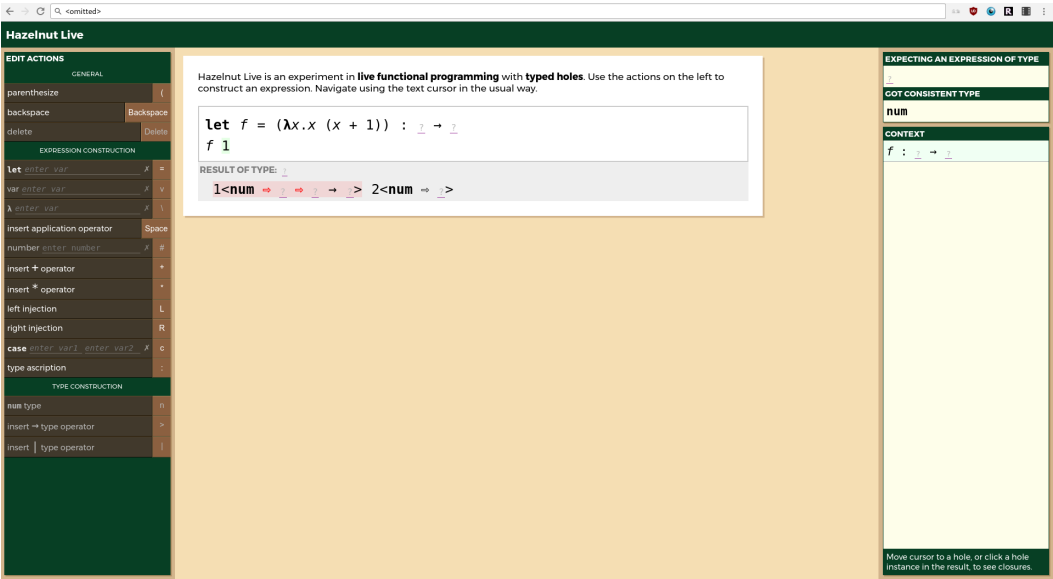 <omitted>
Hazelnut Live
EDIT ACTIONS
GENERAL
parenthesize (
backspace Backspace
delete Delete
EXPRESSION CONSTRUCTION
let enter var ✗ =
var enter var ✗ v
λ enter var ✗ \
insert application operator Space
number enter number ✗ #
insert + operator +
insert * operator *
left injection L
right injection R
case enter var1 enter var2 ✗ c
type ascription :
TYPE CONSTRUCTION
num type n
insert → type operator >
insert | type operator |
Hazelnut Live is an experiment in live functional programming with typed holes. Use the actions on the left to
construct an expression. Navigate using the text cursor in the usual way.
let f = (λx.x (x + 1)) : ? → ?
f 1
RESULT OF TYPE: ?
1<num ⇨ ? ⇨ ? → ?> 2<num ⇨ ?>
EXPECTING AN EXPRESSION OF TYPE
?
GOT CONSISTENT TYPE
num
CONTEXT
f : ? → ?
Move cursor to a hole, or click a hole
instance in the result, to see closures.